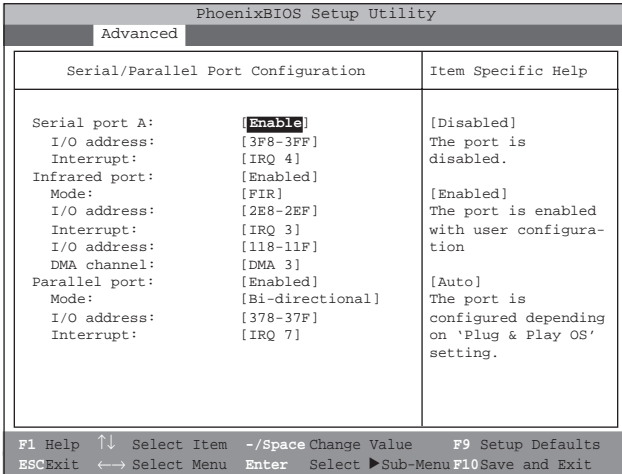 PhoenixBIOS Setup Utility
Advanced
Serial/Parallel Port Configuration
Item Specific Help
Serial port A: [Enable]
I/O address: [3F8-3FF]
Interrupt: [IRQ 4]
Infrared port: [Enabled]
Mode: [FIR]
I/O address: [2E8-2EF]
Interrupt: [IRQ 3]
I/O address: [118-11F]
DMA channel: [DMA 3]
Parallel port: [Enabled]
Mode: [Bi-directional]
I/O address: [378-37F]
Interrupt: [IRQ 7]
[Disabled]
The port is
disabled.
[Enabled]
The port is enabled
with user configura-
tion
[Auto]
The port is
configured depending
on ‘Plug & Play OS’
setting.
F1 Help ↑↓ Select Item -/Space Change Value F9 Setup Defaults
ESC Exit ←→ Select Menu Enter Select ▶Sub-Menu F10 Save and Exit